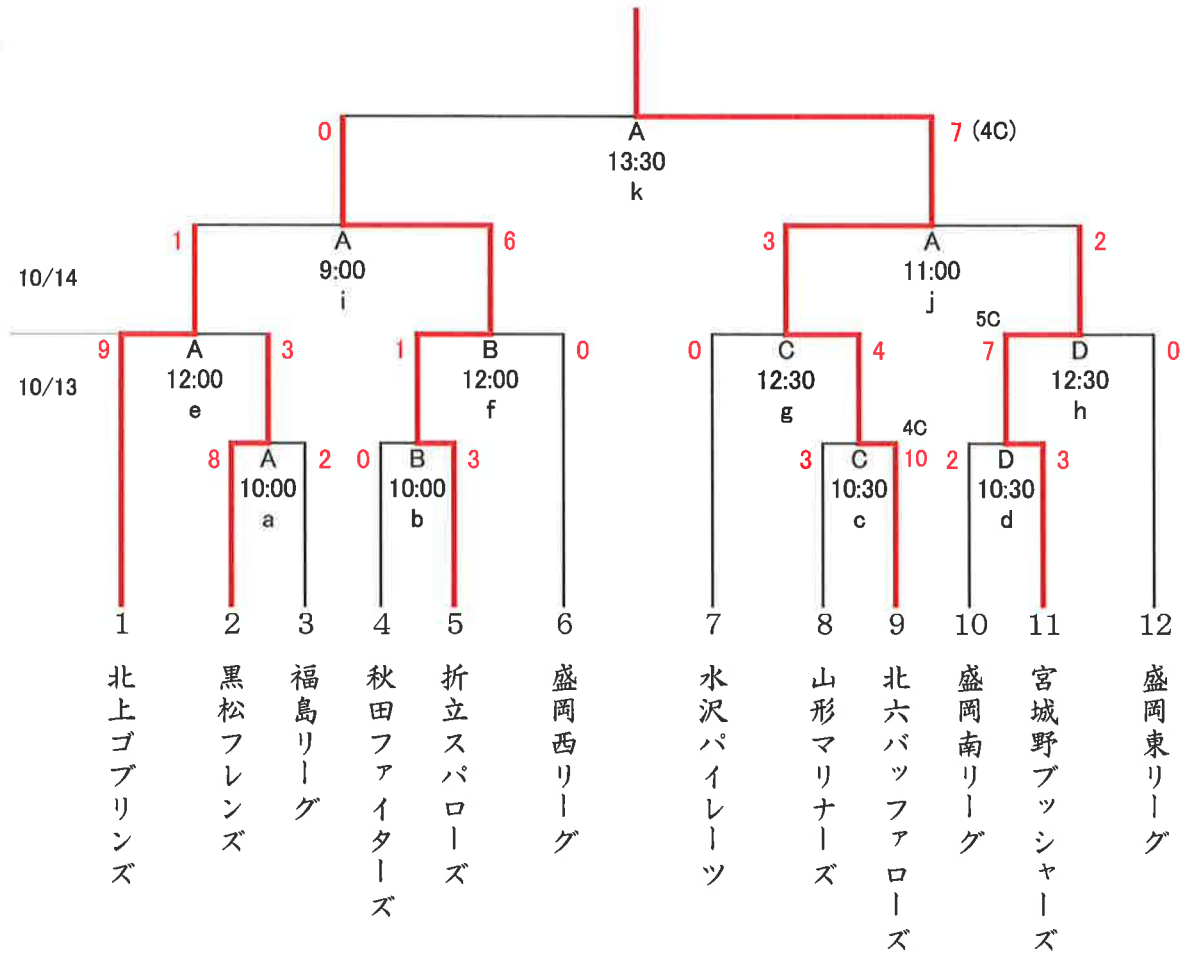 0
A
7 (4C)
13:30
k
1
A
6
3
A
2
10/14
9:00
11:00
i
j
5C
9
A
3
1
B
0
0
C
4
7
D
0
10/13
12:00
12:00
12:30
12:30
e
f
g
h
4C
8
A
2
0
B
3
3
C
10
2
D
3
10:00
10:00
10:30
10:30
a
b
c
d
1
2
3
4
5
6
7
8
9
10
11
12
北上ゴブリンズ
黒松フレンズ
福島リーグ
秋田ファイターズ
折立スパローズ
盛岡西リーグ
水沢パイレーツ
山形マリナーズ
北六バッファローズ
盛岡南リーグ
宮城野ブッシャーズ
盛岡東リーグ